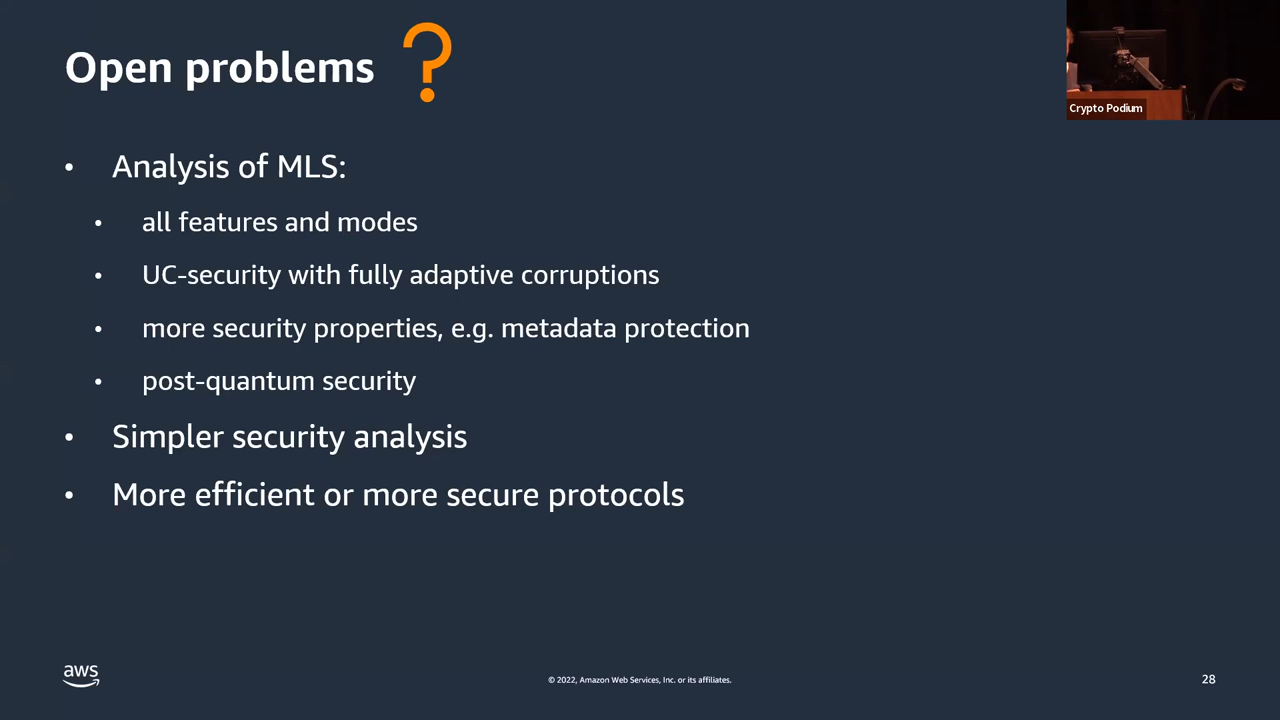 Open problems ?
Crypto Podium
• Analysis of MLS:
• all features and modes
• UC-security with fully adaptive corruptions
• more security properties, e.g. metadata protection
• post-quantum security
• Simpler security analysis
• More efficient or more secure protocols
aws
© 2022, Amazon Web Services, Inc. or its affiliates.
28